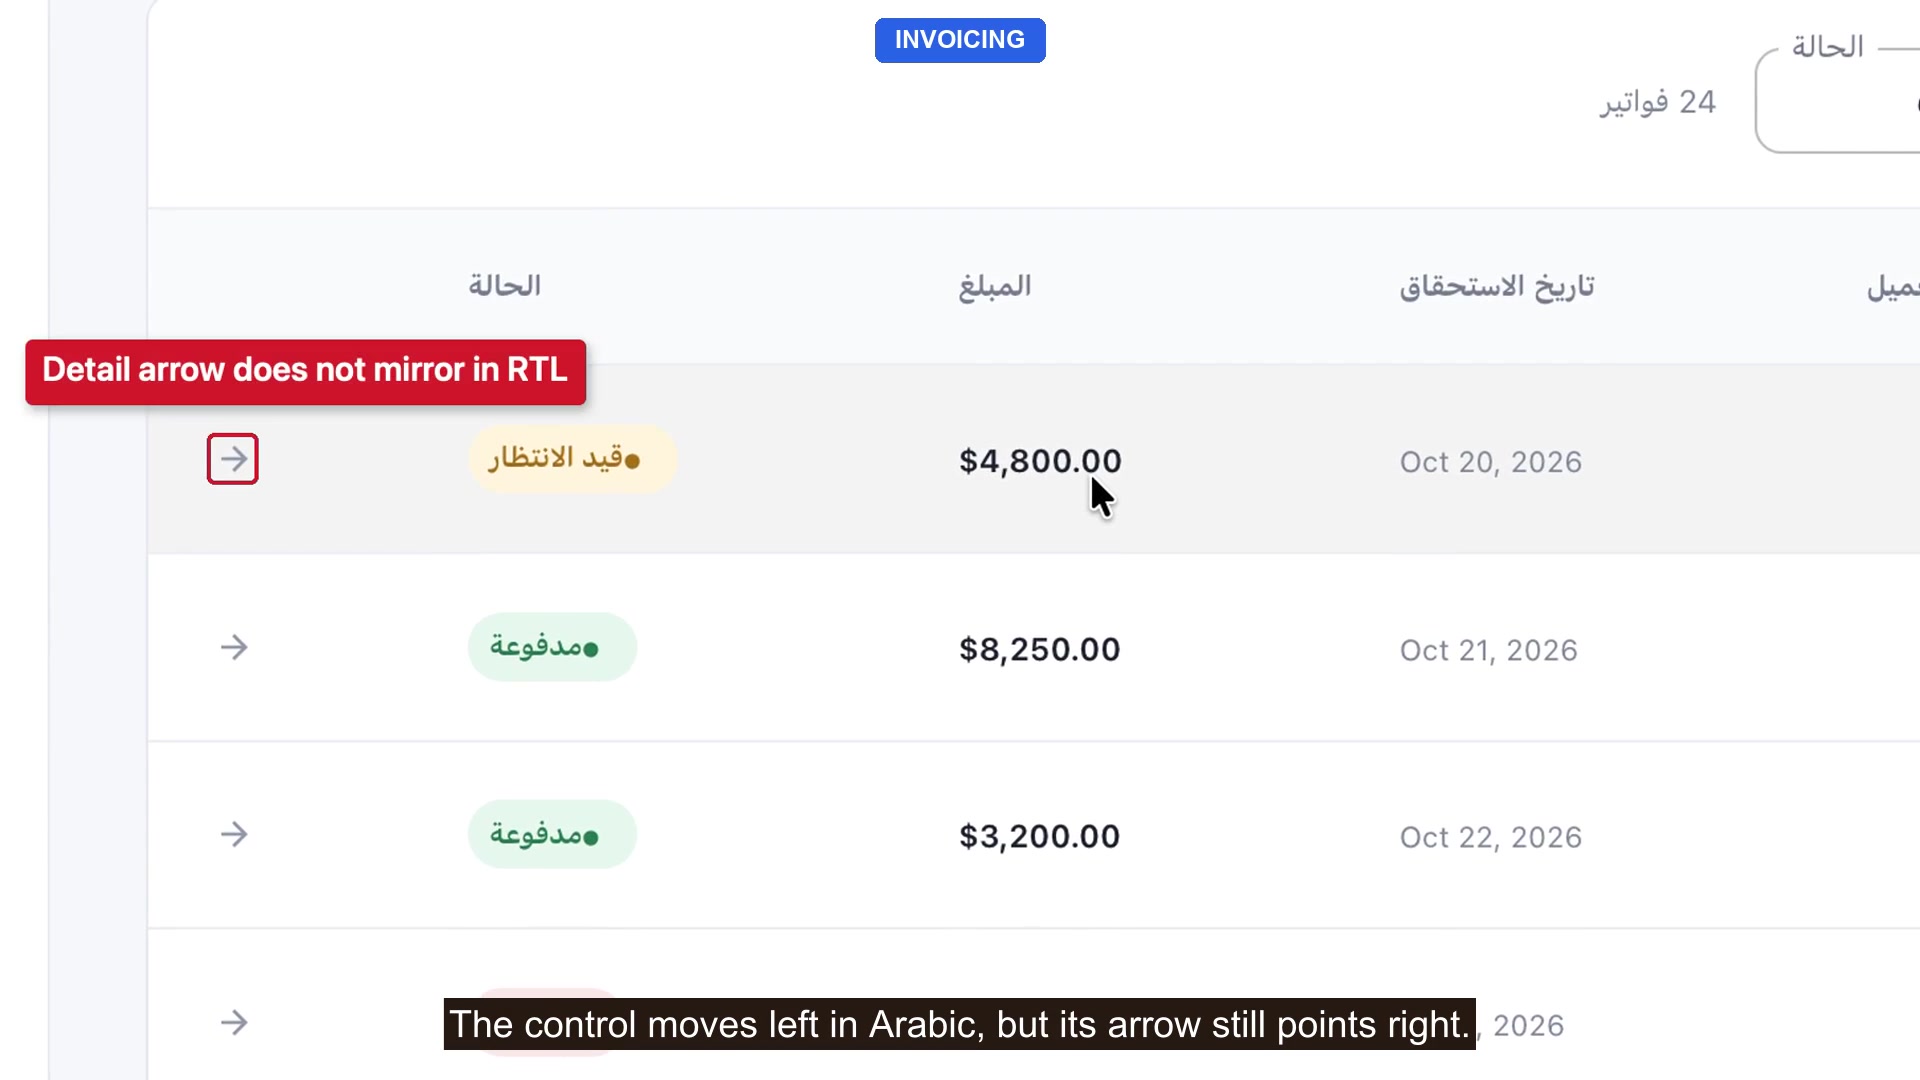 INVOICING
الحالة
24 فواتير
تاريخ الاستحقاق
المبلغ
الحالة
Detail arrow does not mirror in RTL
Oct 20, 2026
$4,800.00
قيد الانتظار
Oct 21, 2026
$8,250.00
مدفوعة
Oct 22, 2026
$3,200.00
مدفوعة
, 2026
The control moves left in Arabic, but its arrow still points right.